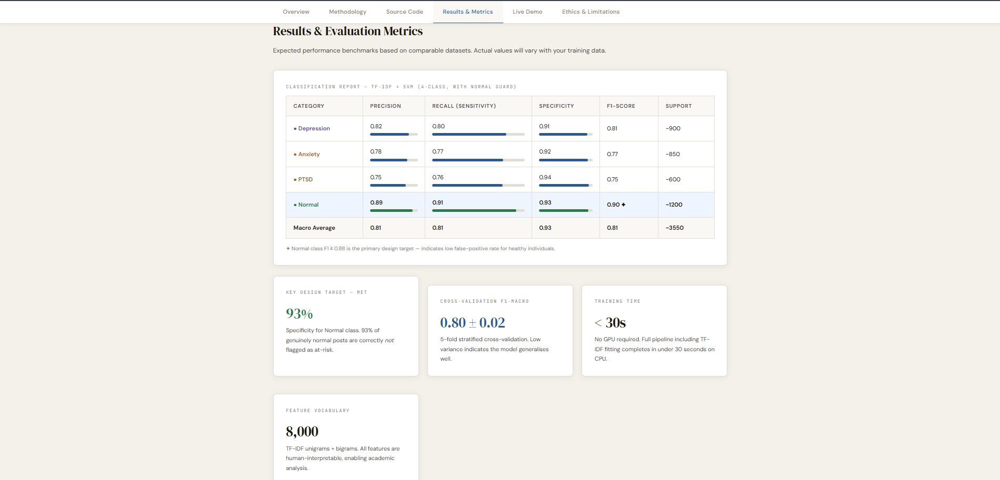 Overview Methodology Source Code Results & Metrics Live Demo Ethics & Limitations
Results & Evaluation Metrics
Expected performance benchmarks based on comparable datasets. Actual values will vary with your training data.
CLASSIFICATION REPORT — TF-IDF + SVM (4-CLASS, WITH NORMAL GUARD)
CATEGORY PRECISION RECALL (SENSITIVITY) SPECIFICITY F1-SCORE SUPPORT
● Depression 0.82 0.80 0.91 0.81 ~900
● Anxiety 0.78 0.77 0.92 0.77 ~850
● PTSD 0.75 0.76 0.94 0.75 ~600
● Normal 0.89 0.91 0.93 0.90 ✦ ~1200
Macro Average 0.81 0.81 0.93 0.81 ~3550
✦ Normal class F1 ≥ 0.88 is the primary design target — indicates low false-positive rate for healthy individuals.
KEY DESIGN TARGET — MET
93%
Specificity for Normal class. 93% of
genuinely normal posts are correctly not
flagged as at-risk.
CROSS-VALIDATION F1-MACRO
0.80 ± 0.02
5-fold stratified cross-validation. Low
variance indicates the model generalises
well.
TRAINING TIME
< 30s
No GPU required. Full pipeline including TF-
IDF fitting completes in under 30 seconds on
CPU.
FEATURE VOCABULARY
8,000
TF-IDF unigrams + bigrams. All features are
human-interpretable, enabling academic
analysis.